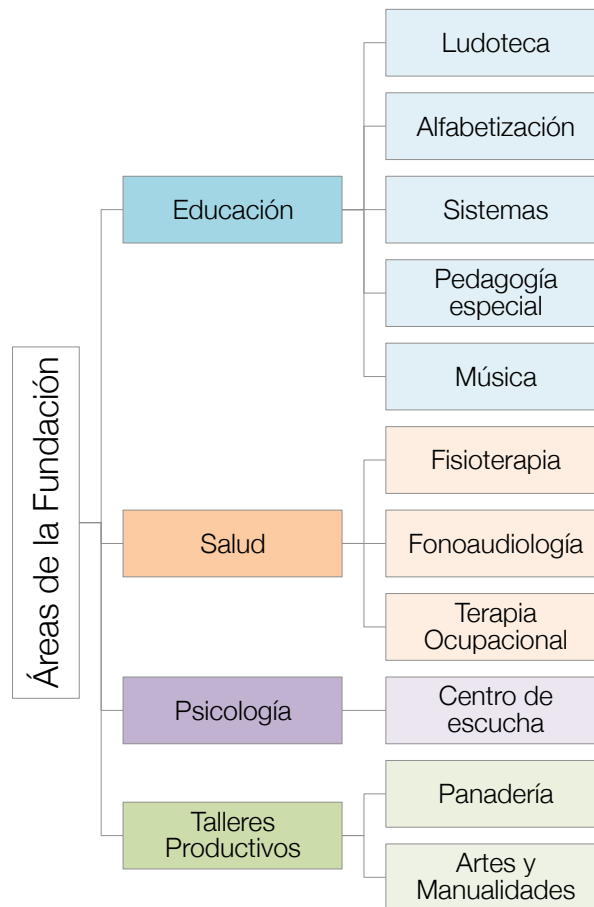 Áreas de la Fundación
Educación
Ludoteca
Alfabetización
Sistemas
Pedagogía
especial
Música
Salud
Fisioterapia
Fonoaudiología
Terapia
Ocupacional
Psicología
Centro de
escucha
Talleres
Productivos
Panadería
Artes y
Manualidades